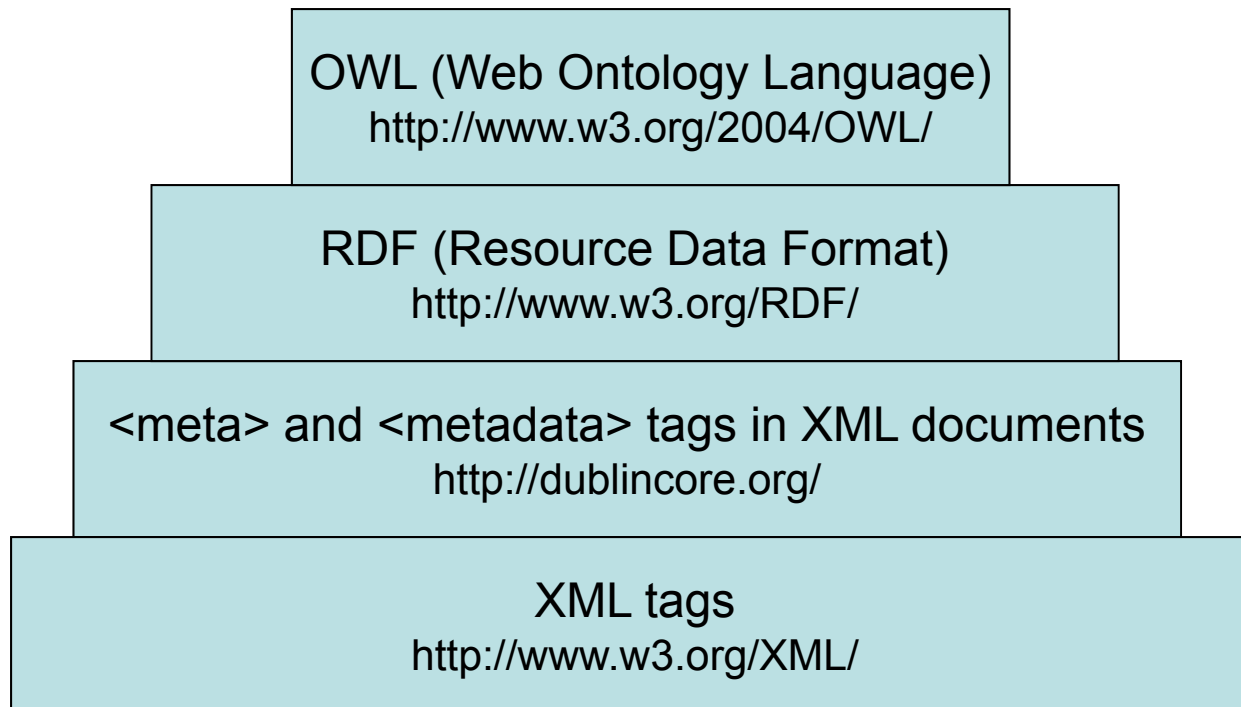 OWL (Web Ontology Language)
http://www.w3.org/2004/OWL/
RDF (Resource Data Format)
http://www.w3.org/RDF/
<meta> and <metadata> tags in XML documents
http://dublincore.org/
XML tags
http://www.w3.org/XML/